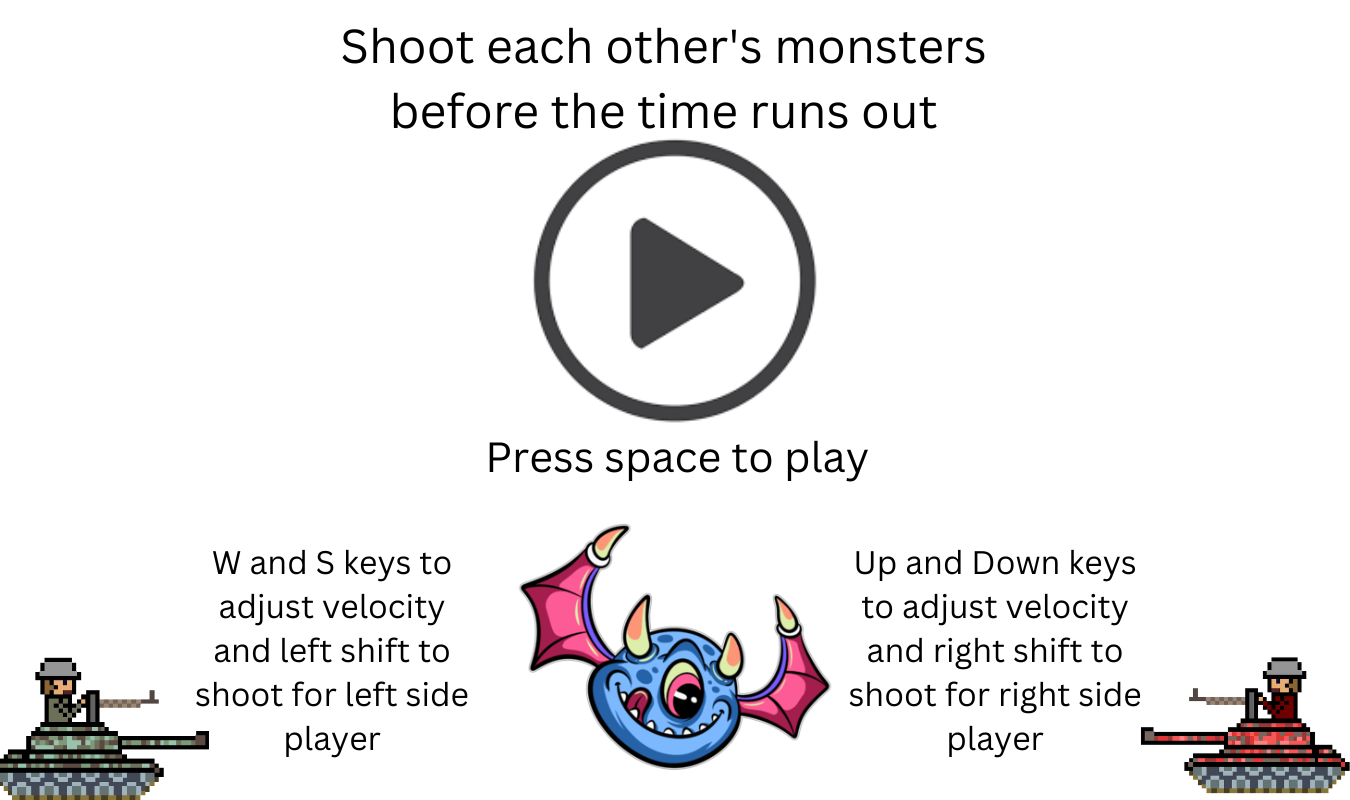 Shoot each other's monsters
before the time runs out
Press space to play
W and S keys to
adjust velocity
and left shift to
shoot for left side
player
Up and Down keys
to adjust velocity
and right shift to
shoot for right side
player